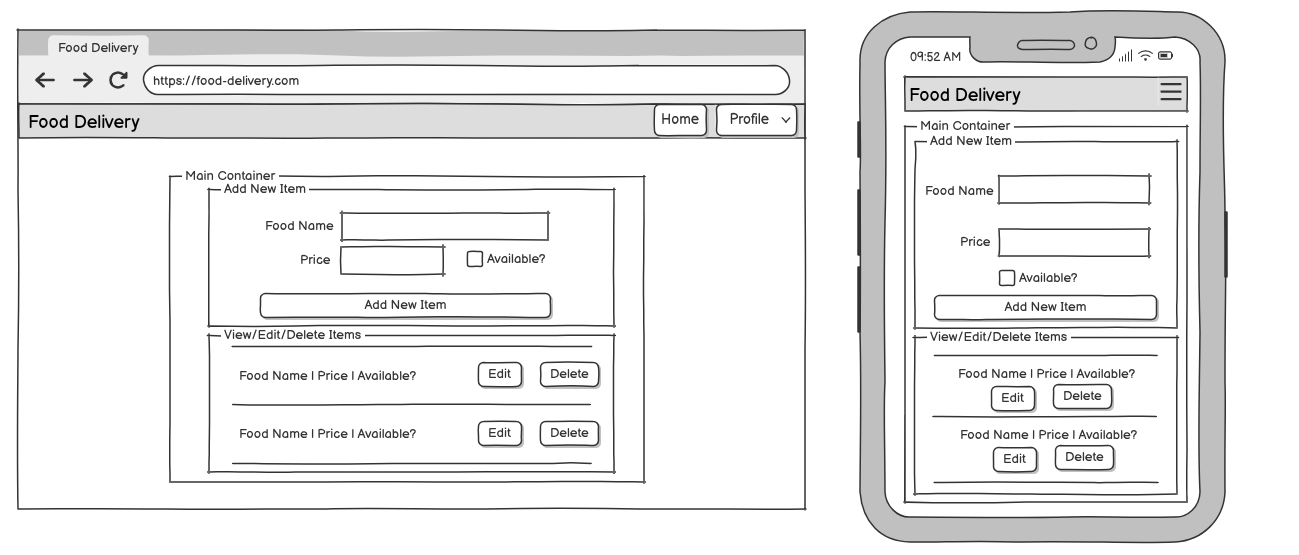 Food Delivery
https://food-delivery.com
Food Delivery
Home
Profile
Main Container
Add New Item
Food Name
Price
Available?
Add New Item
View/Edit/Delete Items
Food Name | Price | Available?
Edit
Delete
Food Name | Price | Available?
Edit
Delete
09:52 AM
Food Delivery
Main Container
Add New Item
Food Name
Price
Available?
Add New Item
View/Edit/Delete Items
Food Name | Price | Available?
Edit
Delete
Food Name | Price | Available?
Edit
Delete